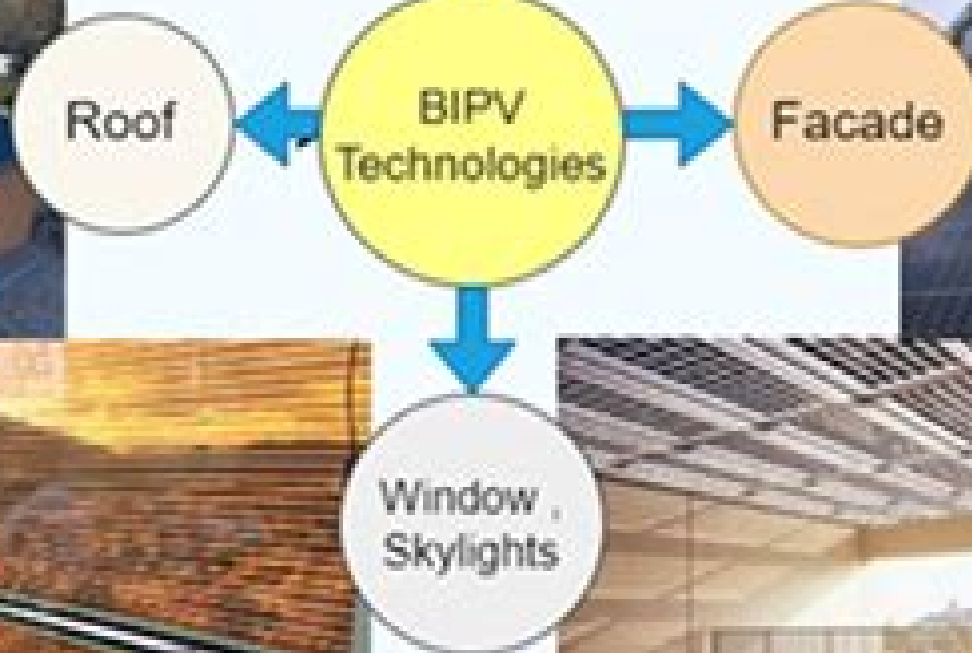 Roof
BIPV
Technologies
Facade
Window ,
Skylights